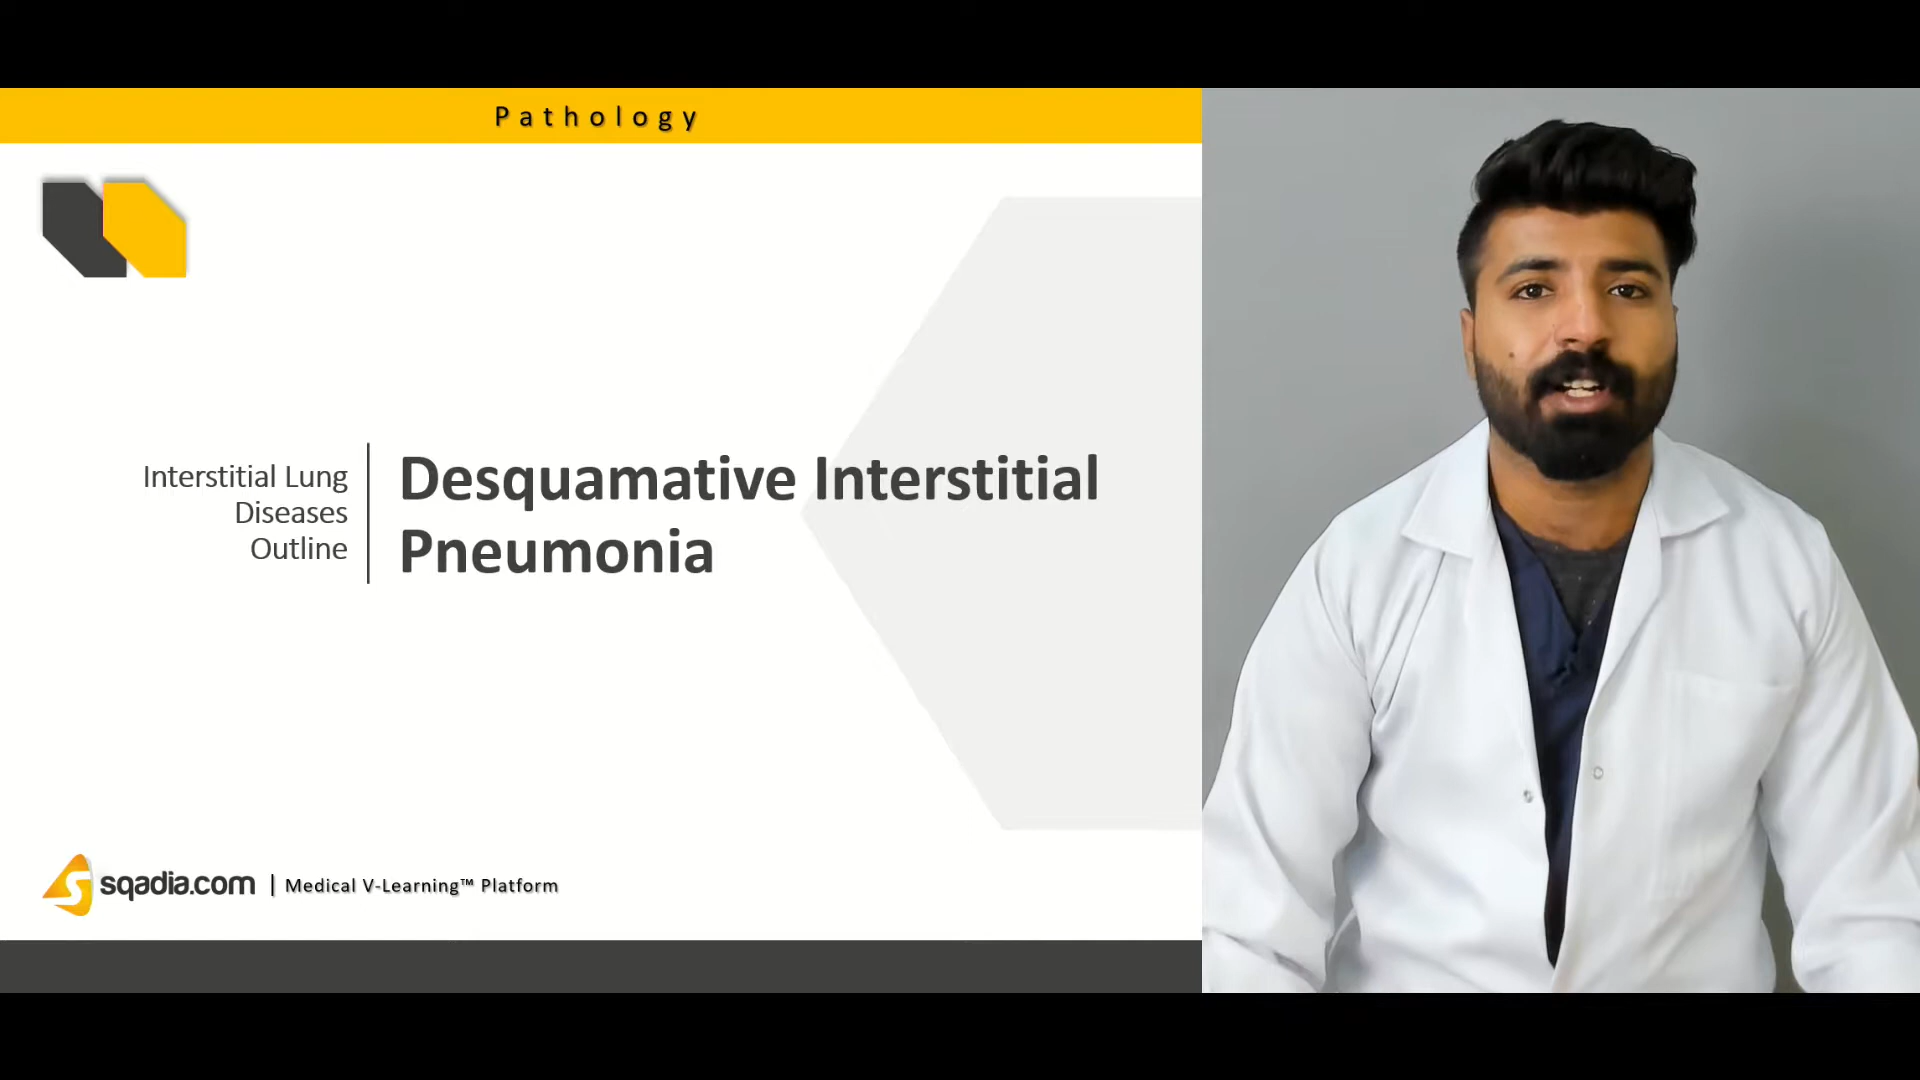 Pathology
Interstitial Lung
Diseases
Outline
Desquamative Interstitial
Pneumonia
sqadia.com | Medical V-Learning™ Platform